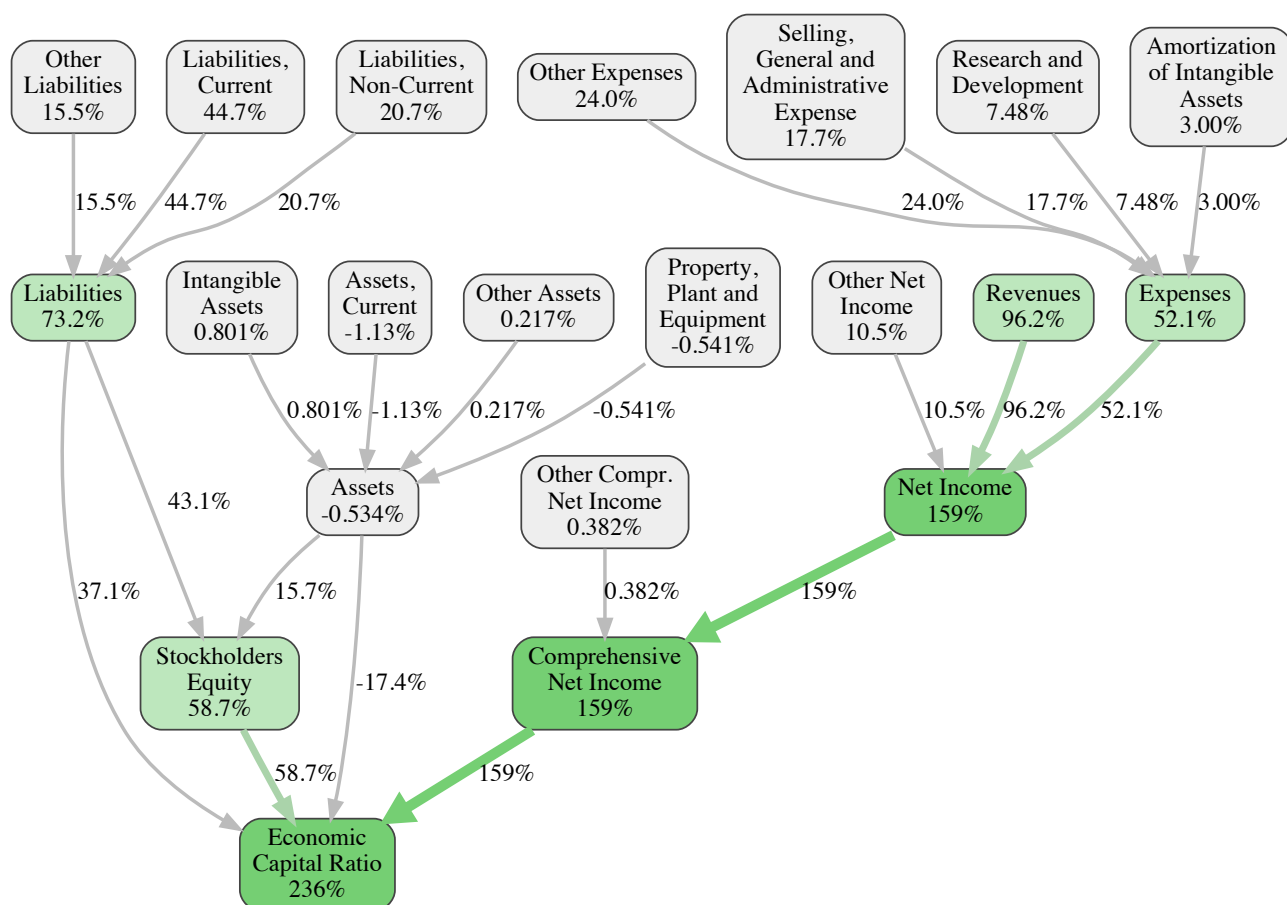 Other
Liabilities
15.5%
Liabilities,
Current
44.7%
Liabilities,
Non-Current
20.7%
Other Expenses
24.0%
Selling,
General and
Administrative
Expense
17.7%
Research and
Development
7.48%
Amortization
of Intangible
Assets
3.00%
15.5%
44.7%
20.7%
24.0%
17.7%
7.48%
3.00%
Liabilities
73.2%
Intangible
Assets
0.801%
Assets,
Current
-1.13%
Other Assets
0.217%
Property,
Plant and
Equipment
-0.541%
Other Net
Income
10.5%
Revenues
96.2%
Expenses
52.1%
0.801%
-1.13%
0.217%
-0.541%
10.5%
96.2%
52.1%
43.1%
Assets
-0.534%
Other Compr.
Net Income
0.382%
Net Income
159%
37.1%
15.7%
0.382%
159%
Stockholders
Equity
58.7%
-17.4%
Comprehensive
Net Income
159%
58.7%
159%
Economic
Capital Ratio
236%